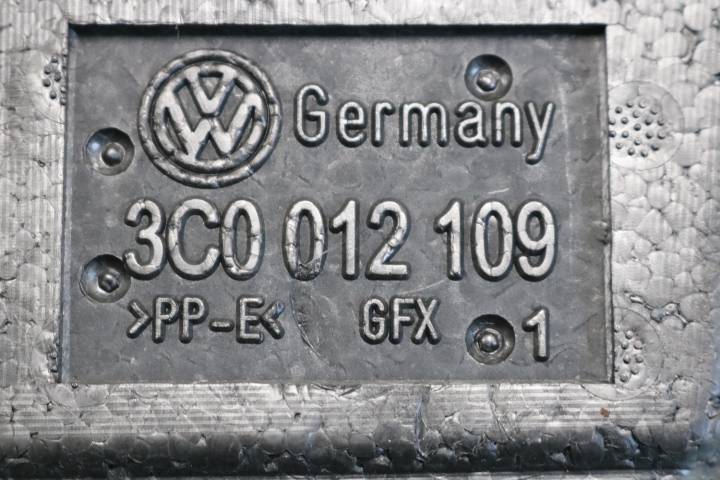 Germany
3C0 012 109
>PP-E< GFX 1